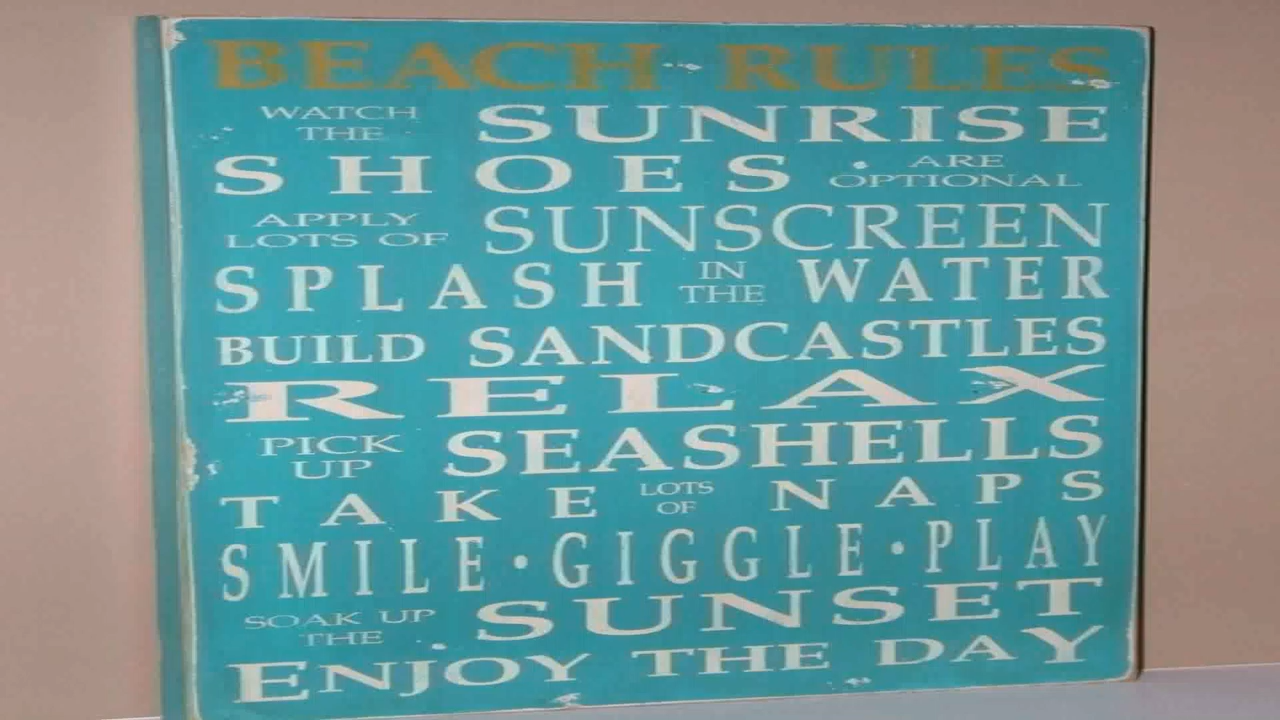 BEACH RULES
WATCH THE SUNRISE
SHOES ARE OPTIONAL
APPLY LOTS OF SUNSCREEN
SPLASH IN THE WATER
BUILD SANDCASTLES
RELAX
PICK UP SEASHELLS
TAKE LOTS OF NAPS
SMILE · GIGGLE · PLAY
SOAK UP THE SUNSET
ENJOY THE DAY